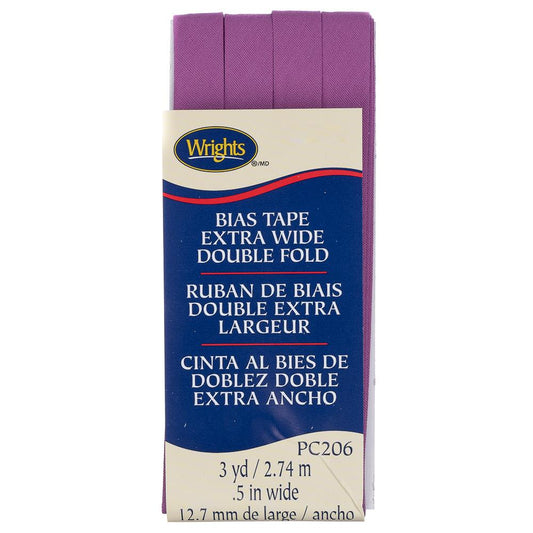 Wrights
®/MD
BIAS TAPE
EXTRA WIDE
DOUBLE FOLD
RUBAN DE BIAIS
DOUBLE EXTRA
LARGEUR
CINTA AL BIES DE
DOBLEZ DOBLE
EXTRA ANCHO
PC206
3 yd / 2.74 m
.5 in wide
12.7 mm de large / ancho